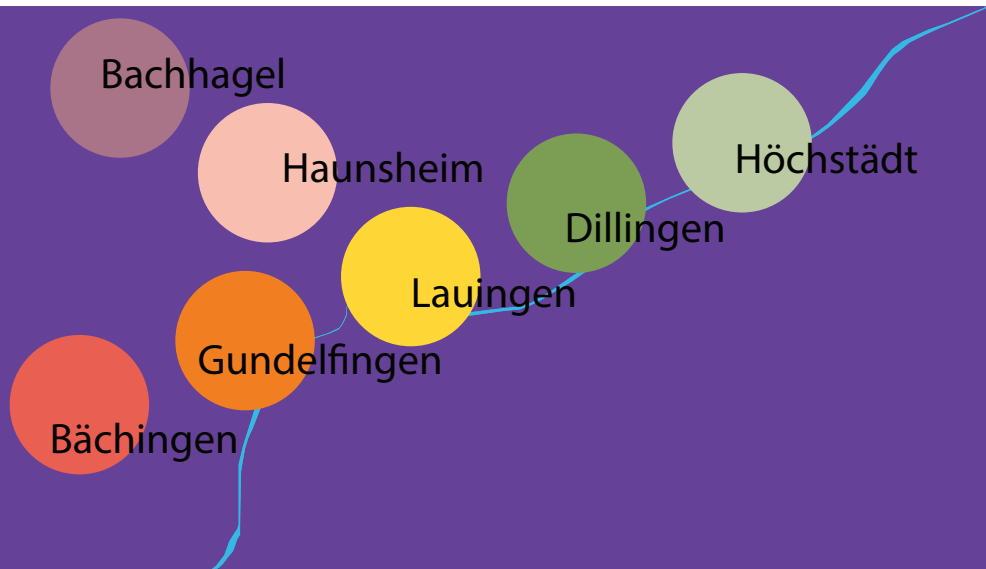 Bachhagel
Haunsheim
Höchstädt
Dillingen
Lauingen
Gundelfingen
Bächingen